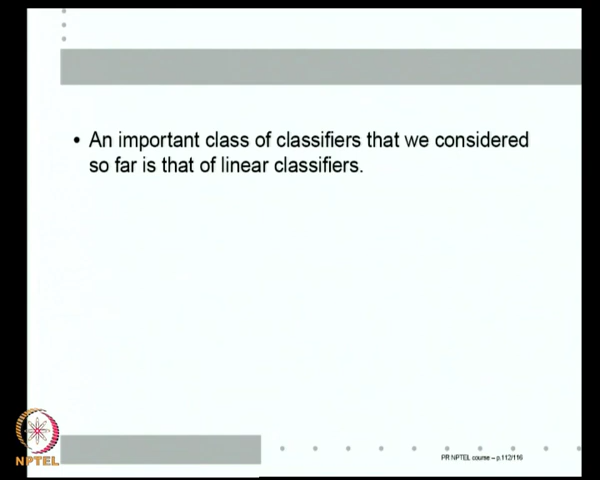 • An important class of classifiers that we considered
so far is that of linear classifiers.
NPTEL
PR NPTEL course – p.112/116